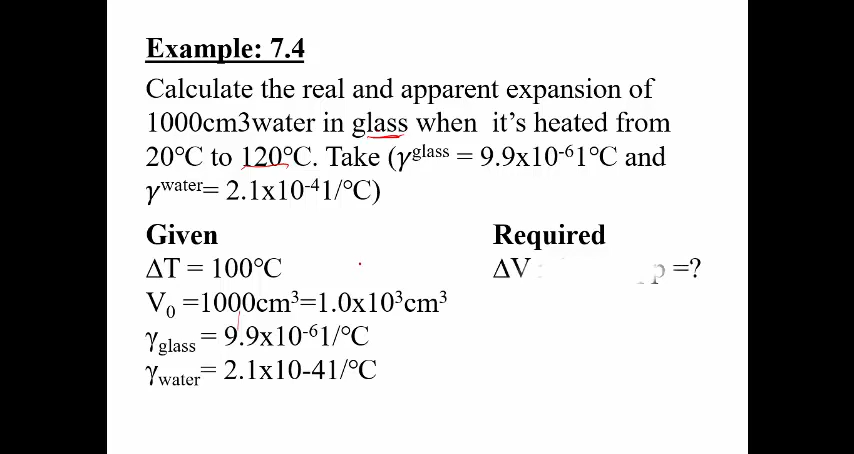 Example: 7.4
Calculate the real and apparent expansion of
1000cm3water in glass when it's heated from
20°C to 120°C. Take (γᵍˡᵃˢˢ = 9.9x10⁻⁶1°C and
γʷᵃᵗᵉʳ= 2.1x10⁻⁴1/°C)
Given
Required
ΔT = 100°C
ΔV p =?
V₀ =1000cm³=1.0x10³cm³
γglass = 9.9x10⁻⁶1/°C
γwater= 2.1x10-41/°C